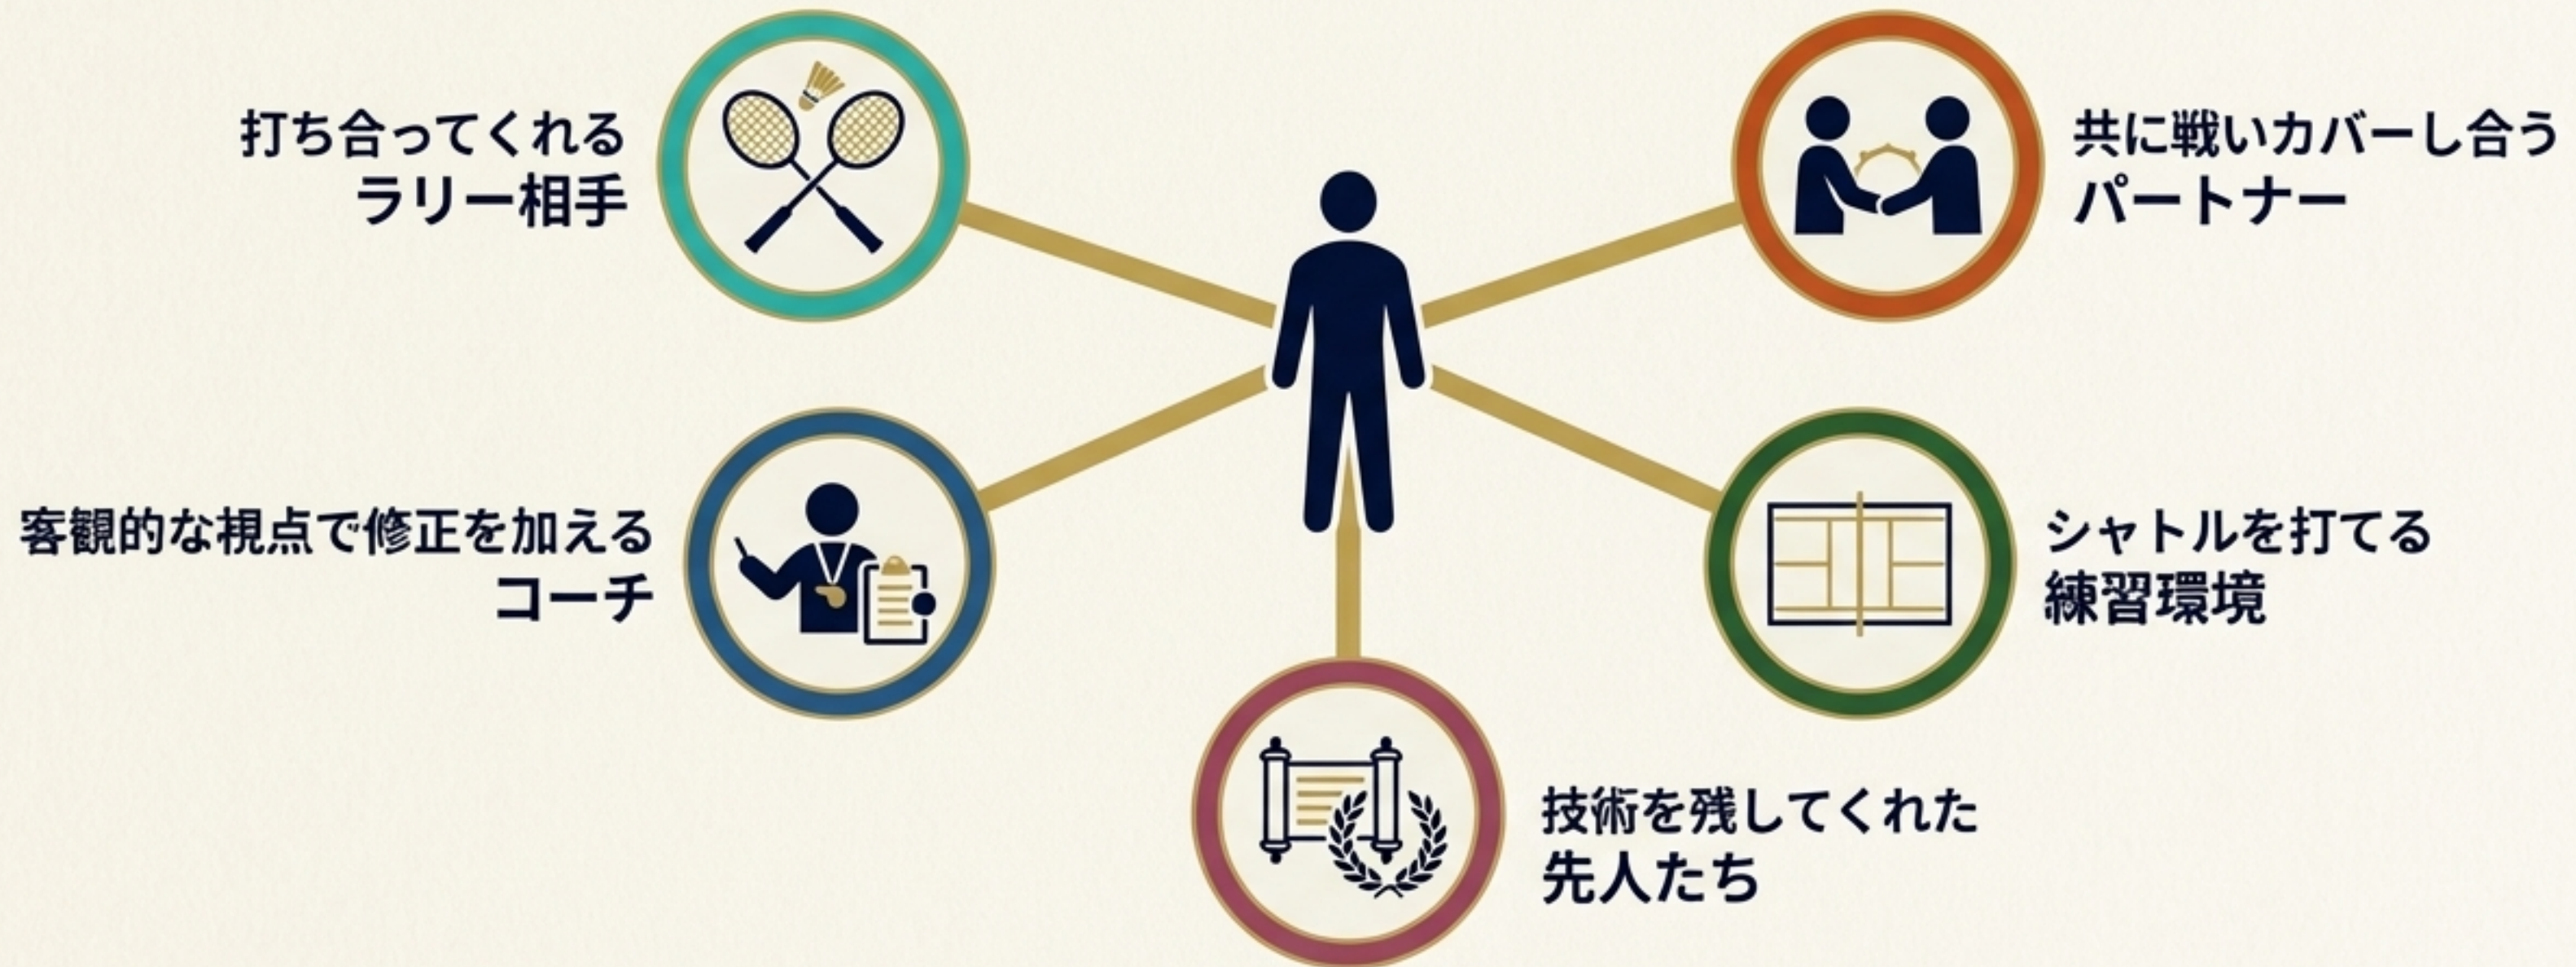 打ち合ってくれる
ラリー相手
共に戦いカバーし合う
パートナー
客観的な視点で修正を加える
コーチ
シャトルを打てる
練習環境
技術を残してくれた
先人たち